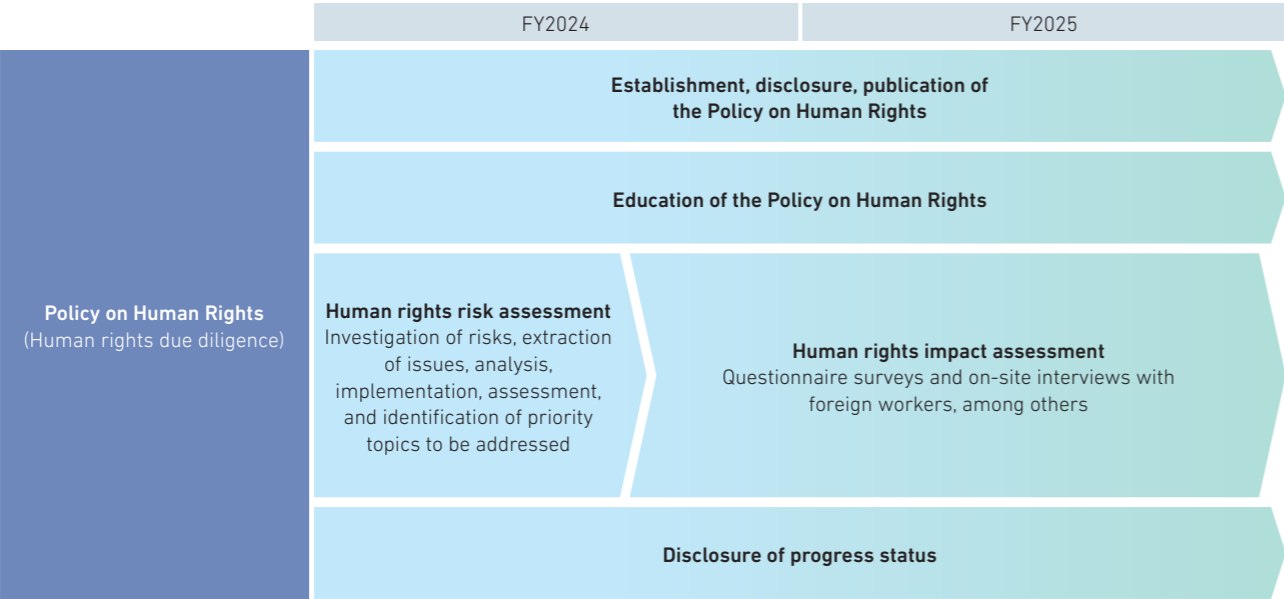 FY2024
FY2025
Policy on Human Rights
(Human rights due diligence)
Establishment, disclosure, publication of
the Policy on Human Rights
Education of the Policy on Human Rights
Human rights risk assessment
Investigation of risks, extraction
of issues, analysis,
implementation, assessment,
and identification of priority
topics to be addressed
Human rights impact assessment
Questionnaire surveys and on-site interviews with
foreign workers, among others
Disclosure of progress status